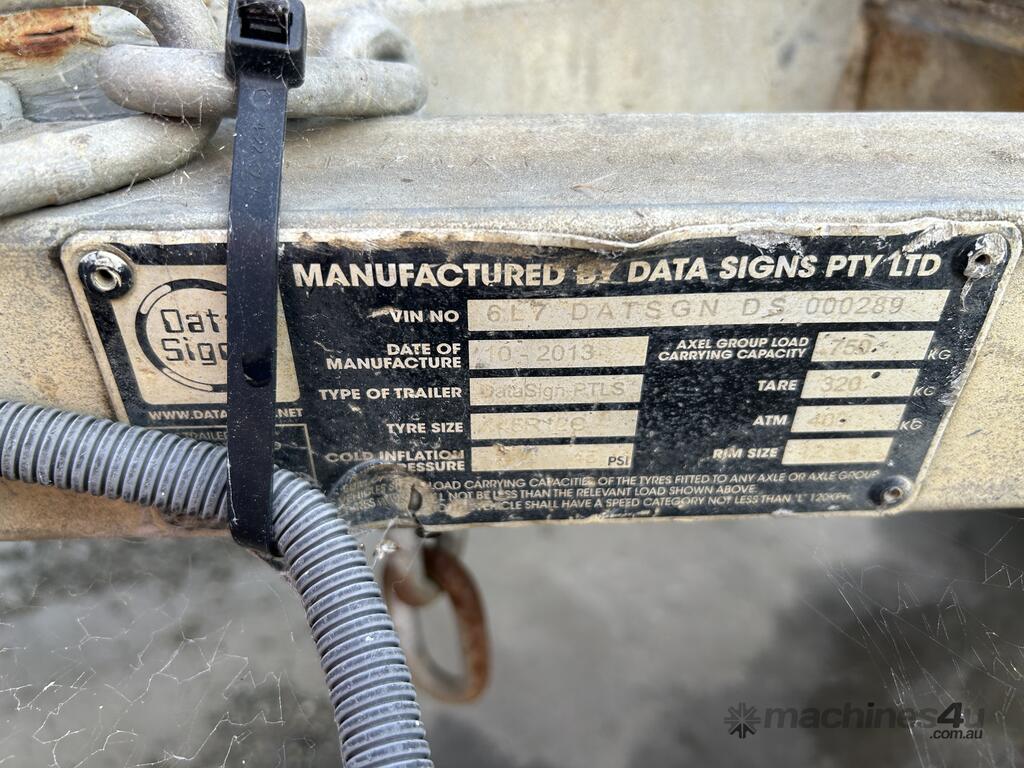 MANUFACTURED BY DATA SIGNS PTY LTD
VIN NO 6L7 DATSGN DS 000289
DATE OF MANUFACTURE 10-2013
AXEL GROUP LOAD CARRYING CAPACITY 750 KG
TYPE OF TRAILER DataSign-PTLS
TARE 320 KG
TYRE SIZE
ATM KG
COLD INFLATION PRESSURE PSI
RIM SIZE
WWW.DATA .NET
TRAILER
LOAD CARRYING CAPACITIES OF THE TYRES FITTED TO ANY AXLE OR AXLE GROUP
NOT BE LESS THAN THE RELEVANT LOAD SHOWN ABOVE.
VEHICLE SHALL HAVE A SPEED CATEGORY NOT LESS THAN "L" 120KPH.
machines4u
.com.au